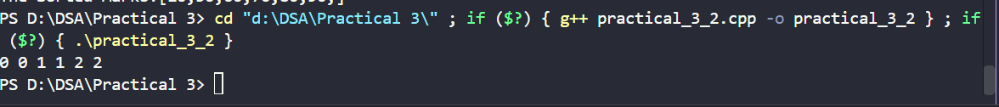 PS D:\DSA\Practical 3> cd "d:\DSA\Practical 3\" ; if ($?) { g++ practical_3_2.cpp -o practical_3_2 } ; if
($?) { .\practical_3_2 }
0 0 1 1 2 2
PS D:\DSA\Practical 3>